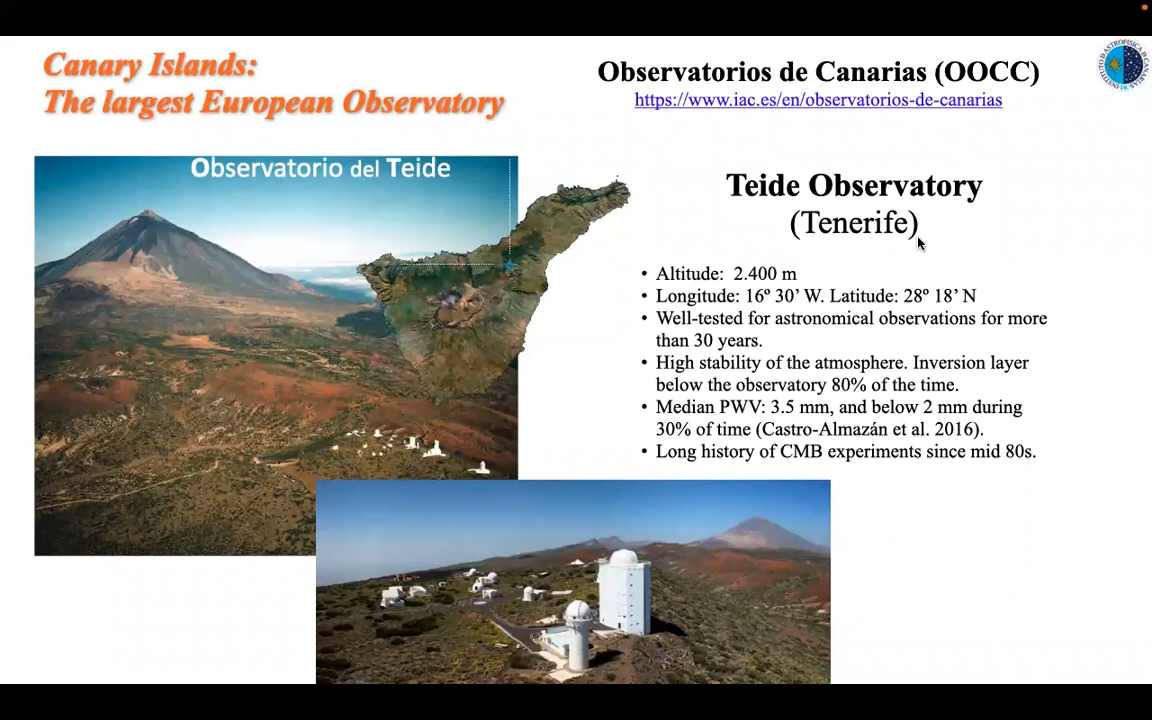 Canary Islands:
The largest European Observatory
Observatorios de Canarias (OOCC)
https://www.iac.es/en/observatorios-de-canarias
Observatorio del Teide
Teide Observatory
(Tenerife)
• Altitude:  2.400 m
• Longitude: 16º 30’ W. Latitude: 28º 18’ N
• Well-tested for astronomical observations for more
than 30 years.
• High stability of the atmosphere. Inversion layer
below the observatory 80% of the time.
• Median PWV: 3.5 mm, and below 2 mm during
30% of time (Castro-Almazán et al. 2016).
• Long history of CMB experiments since mid 80s.